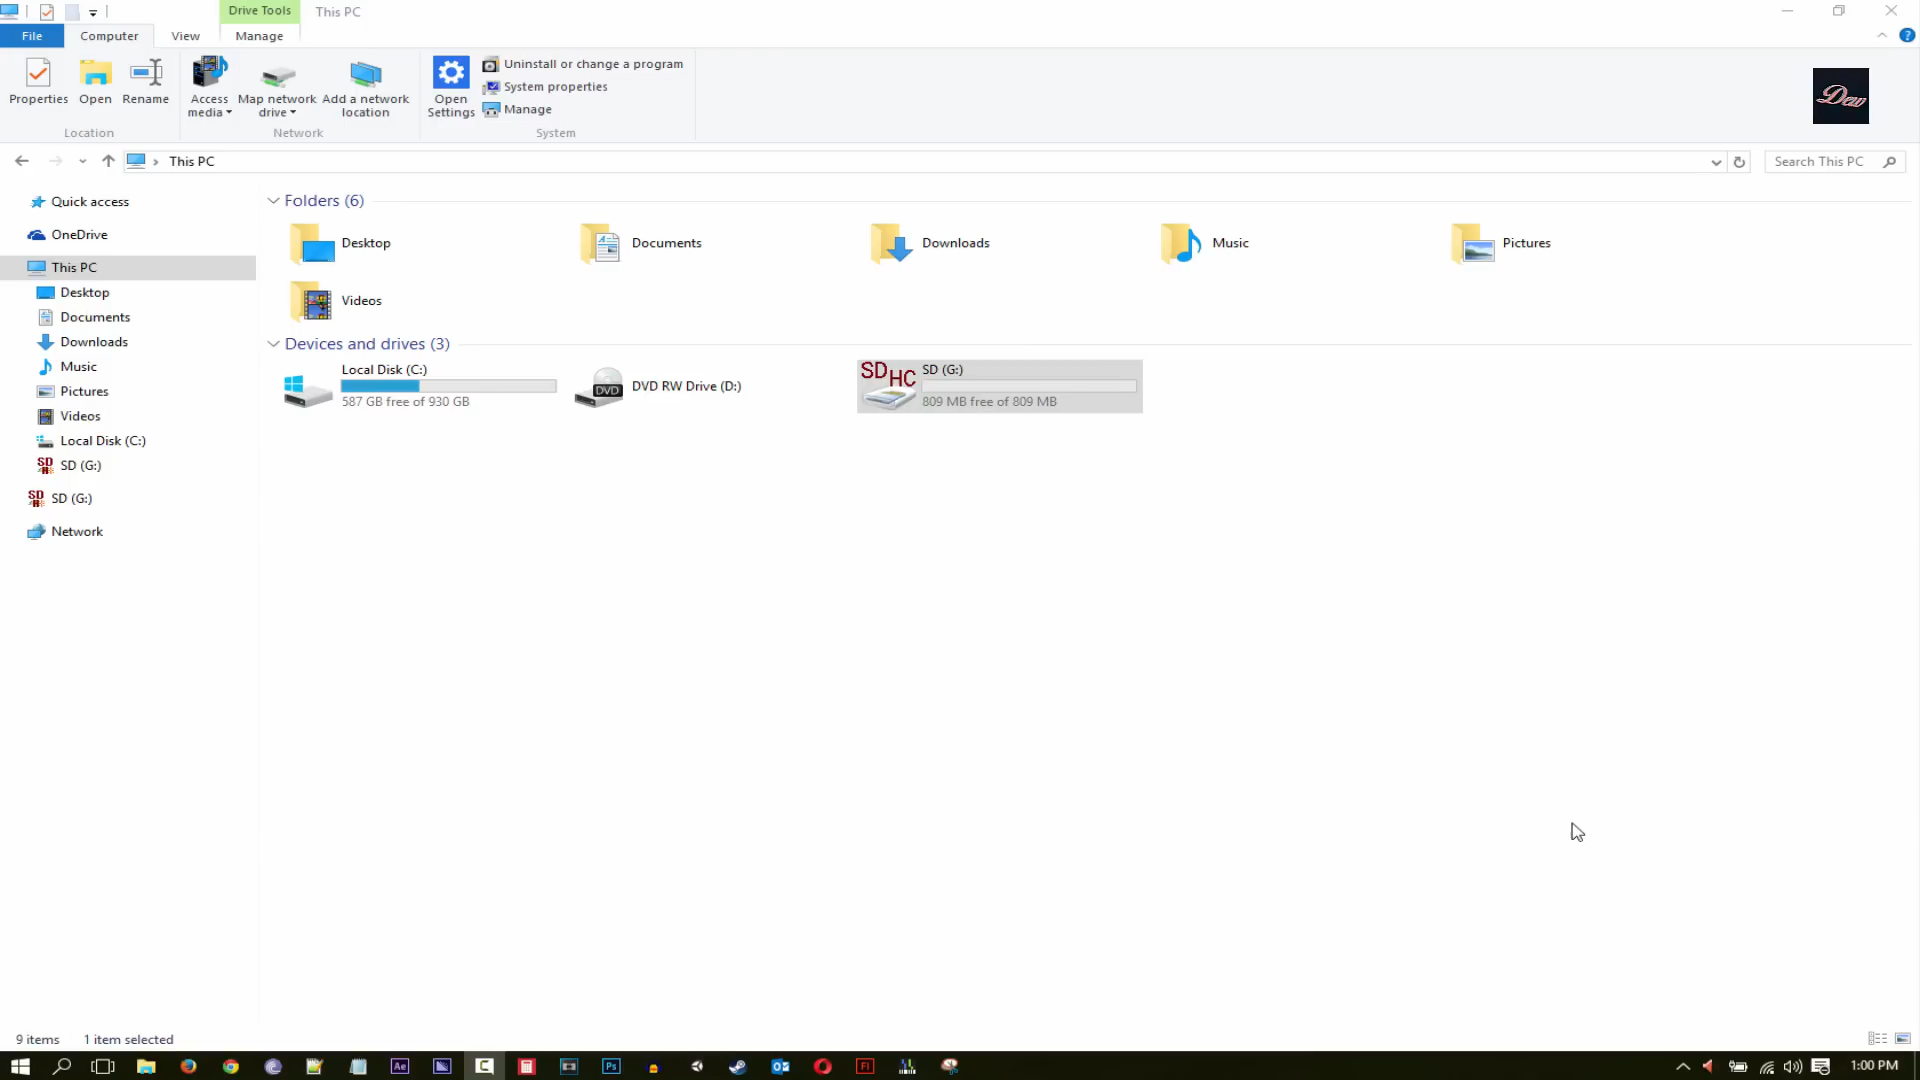 Drive Tools This PC
File Computer View Manage
Properties Open Rename Access media Map network drive Add a network location Open Settings
Uninstall or change a program
System properties
Manage
Location Network System
Dew
This PC Search This PC
Quick access
OneDrive
This PC
Desktop
Documents
Downloads
Music
Pictures
Videos
Local Disk (C:)
SD (G:)
SD (G:)
Network
Folders (6)
Desktop Documents Downloads Music Pictures
Videos
Devices and drives (3)
Local Disk (C:)
587 GB free of 930 GB
DVD
DVD RW Drive (D:)
SD HC
SD (G:)
809 MB free of 809 MB
9 items 1 item selected
Ae Ps Fl 1:00 PM